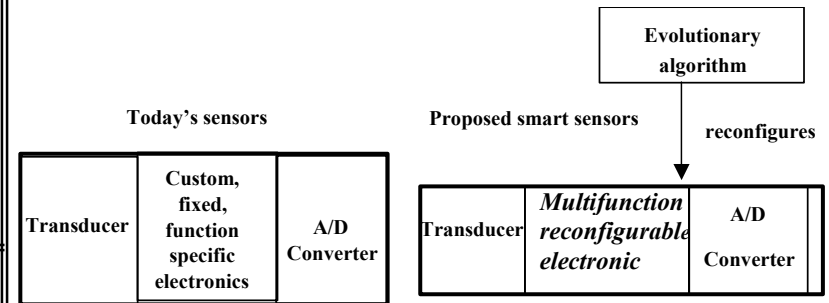 Today's sensors
Transducer
Custom,
fixed,
function
specific
electronics
A/D
Converter
Evolutionary
algorithm
Proposed smart sensors
reconfigures
Transducer
Multifunction
reconfigurable
electronic
A/D
Converter